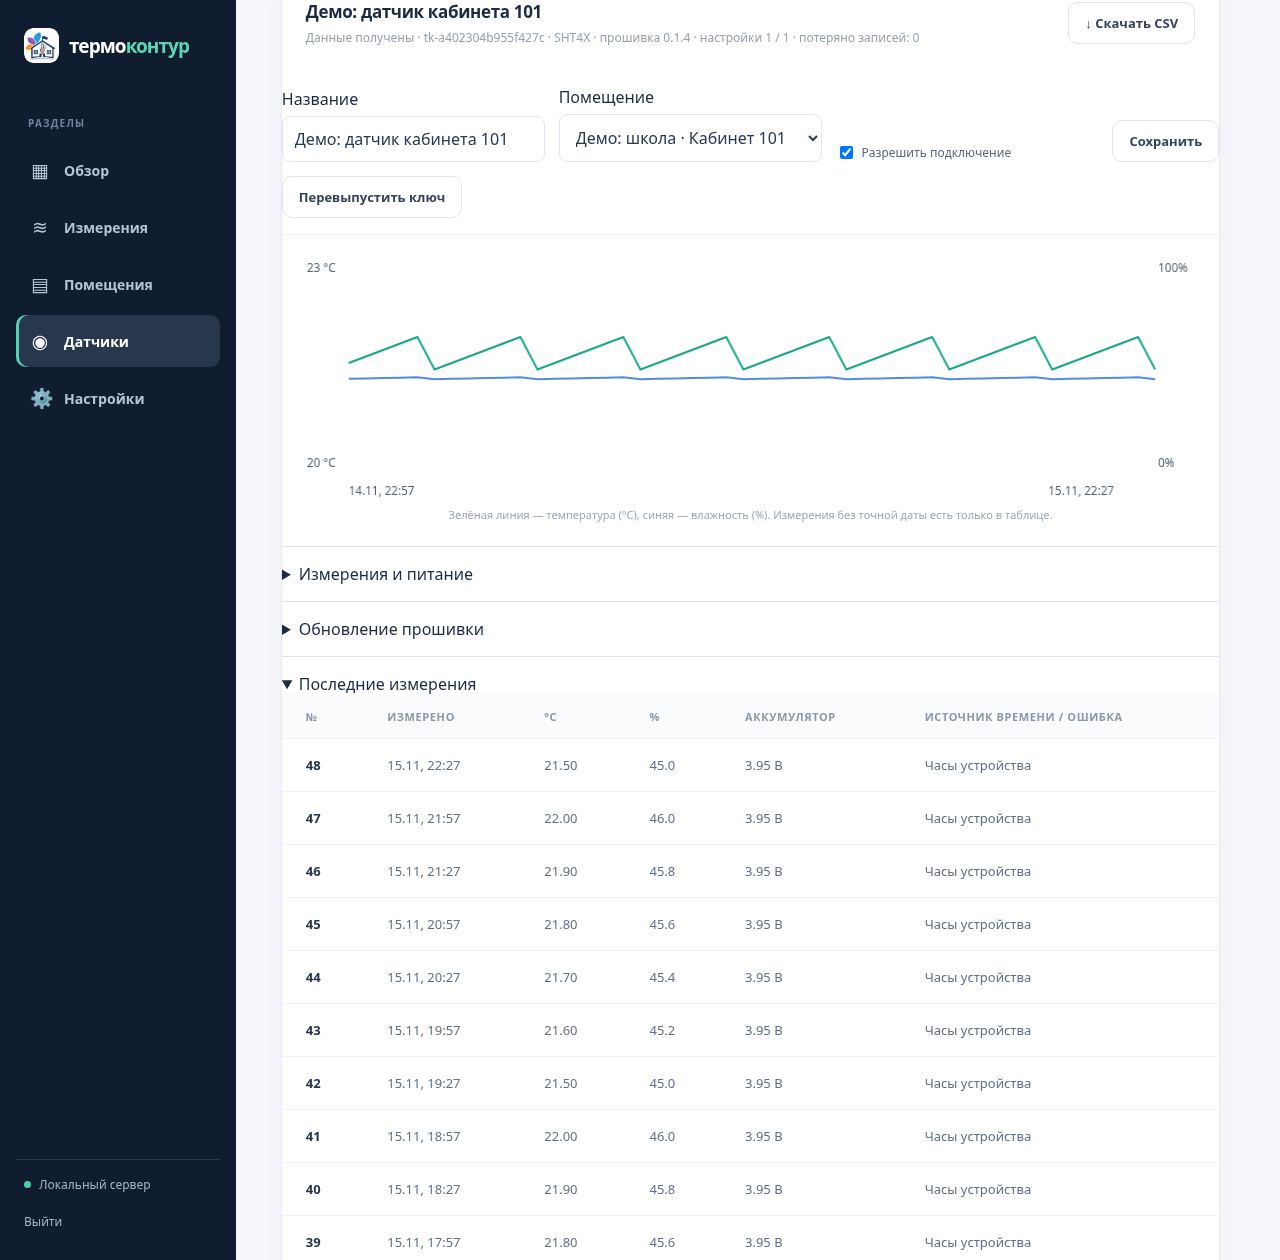 термоконтур
РАЗДЕЛЫ
Обзор
Измерения
Помещения
Датчики
Настройки
Локальный сервер
Выйти
Демо: датчик кабинета 101
Данные получены · tk-a402304b955f427c · SHT4X · прошивка 0.1.4 · настройки 1 / 1 · потеряно записей: 0
↓ Скачать CSV
Название
Помещение
Демо: датчик кабинета 101
Демо: школа · Кабинет 101
Разрешить подключение
Сохранить
Перевыпустить ключ
23 °C
100%
20 °C
0%
14.11, 22:57
15.11, 22:27
Зелёная линия — температура (°C), синяя — влажность (%). Измерения без точной даты есть только в таблице.
Измерения и питание
Обновление прошивки
Последние измерения
№ ИЗМЕРЕНО °C % АККУМУЛЯТОР ИСТОЧНИК ВРЕМЕНИ / ОШИБКА
48 15.11, 22:27 21.50 45.0 3.95 В Часы устройства
47 15.11, 21:57 22.00 46.0 3.95 В Часы устройства
46 15.11, 21:27 21.90 45.8 3.95 В Часы устройства
45 15.11, 20:57 21.80 45.6 3.95 В Часы устройства
44 15.11, 20:27 21.70 45.4 3.95 В Часы устройства
43 15.11, 19:57 21.60 45.2 3.95 В Часы устройства
42 15.11, 19:27 21.50 45.0 3.95 В Часы устройства
41 15.11, 18:57 22.00 46.0 3.95 В Часы устройства
40 15.11, 18:27 21.90 45.8 3.95 В Часы устройства
39 15.11, 17:57 21.80 45.6 3.95 В Часы устройства